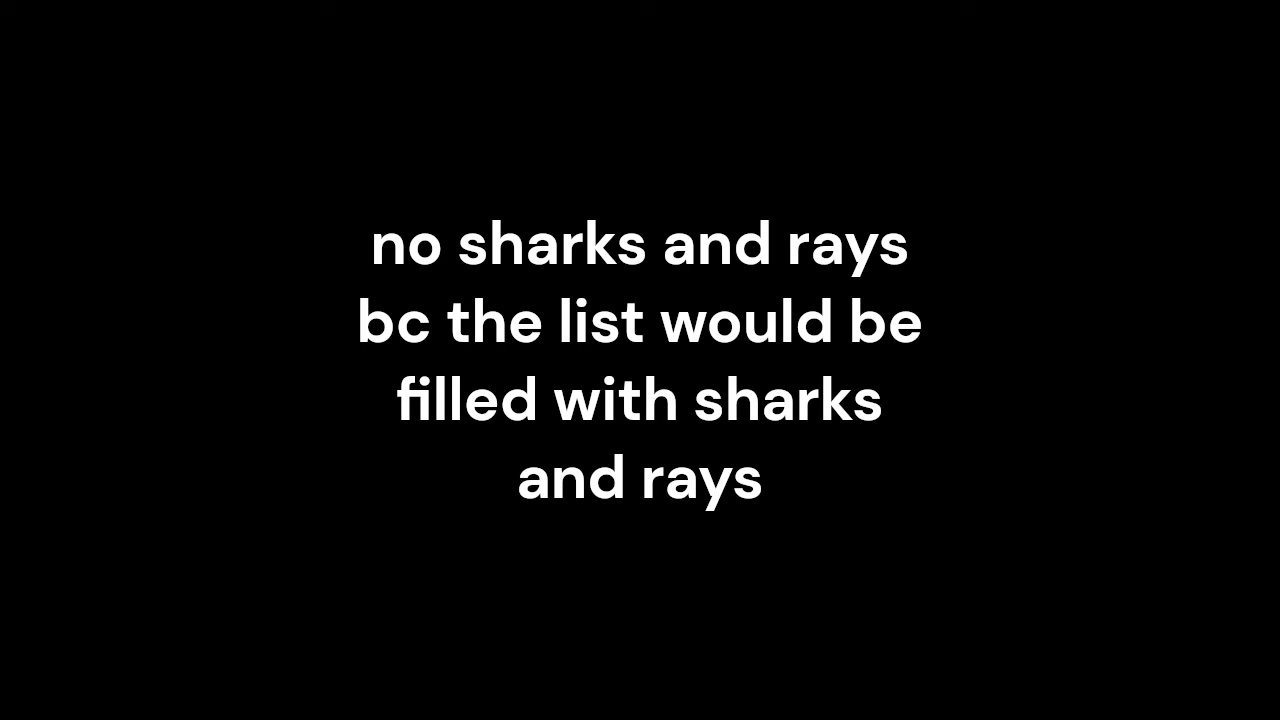 no sharks and rays
bc the list would be
filled with sharks
and rays